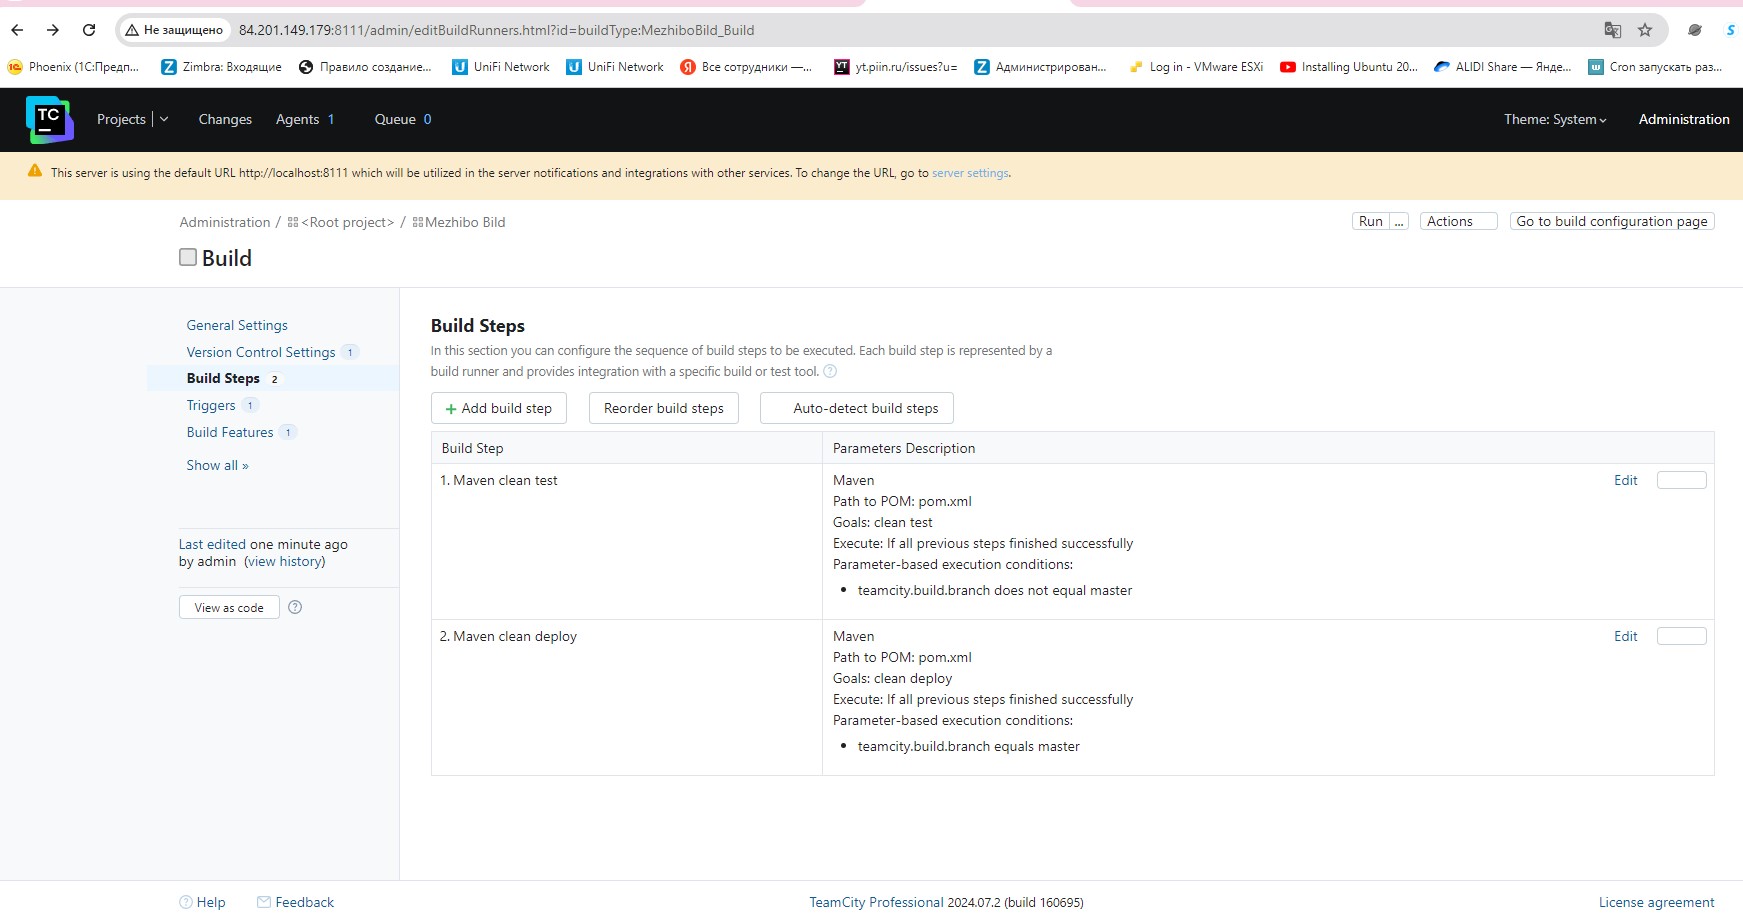 Не защищено 84.201.149.179:8111/admin/editBuildRunners.html?id=buildType:MezhiboBild_Build
Phoenix (1С:Предп... Zimbra: Входящие Правило создание... UniFi Network UniFi Network Все сотрудники —... yt.piin.ru/issues?u= Администрирован... Log in - VMware ESXi Installing Ubuntu 20... ALIDI Share — Янде... Cron запускать раз...
TC Projects Changes Agents 1 Queue 0 Theme: System Administration
This server is using the default URL http://localhost:8111 which will be utilized in the server notifications and integrations with other services. To change the URL, go to server settings.
Administration / <Root project> / Mezhibo Bild Run ... Actions Go to build configuration page
Build
General Settings
Version Control Settings 1
Build Steps 2
Triggers 1
Build Features 1
Show all »
Last edited one minute ago
by admin (view history)
View as code ?
Build Steps
In this section you can configure the sequence of build steps to be executed. Each build step is represented by a
build runner and provides integration with a specific build or test tool. ?
+ Add build step Reorder build steps Auto-detect build steps
Build Step Parameters Description
1. Maven clean test Maven Edit
Path to POM: pom.xml
Goals: clean test
Execute: If all previous steps finished successfully
Parameter-based execution conditions:
• teamcity.build.branch does not equal master
2. Maven clean deploy Maven Edit
Path to POM: pom.xml
Goals: clean deploy
Execute: If all previous steps finished successfully
Parameter-based execution conditions:
• teamcity.build.branch equals master
? Help Feedback TeamCity Professional 2024.07.2 (build 160695) License agreement